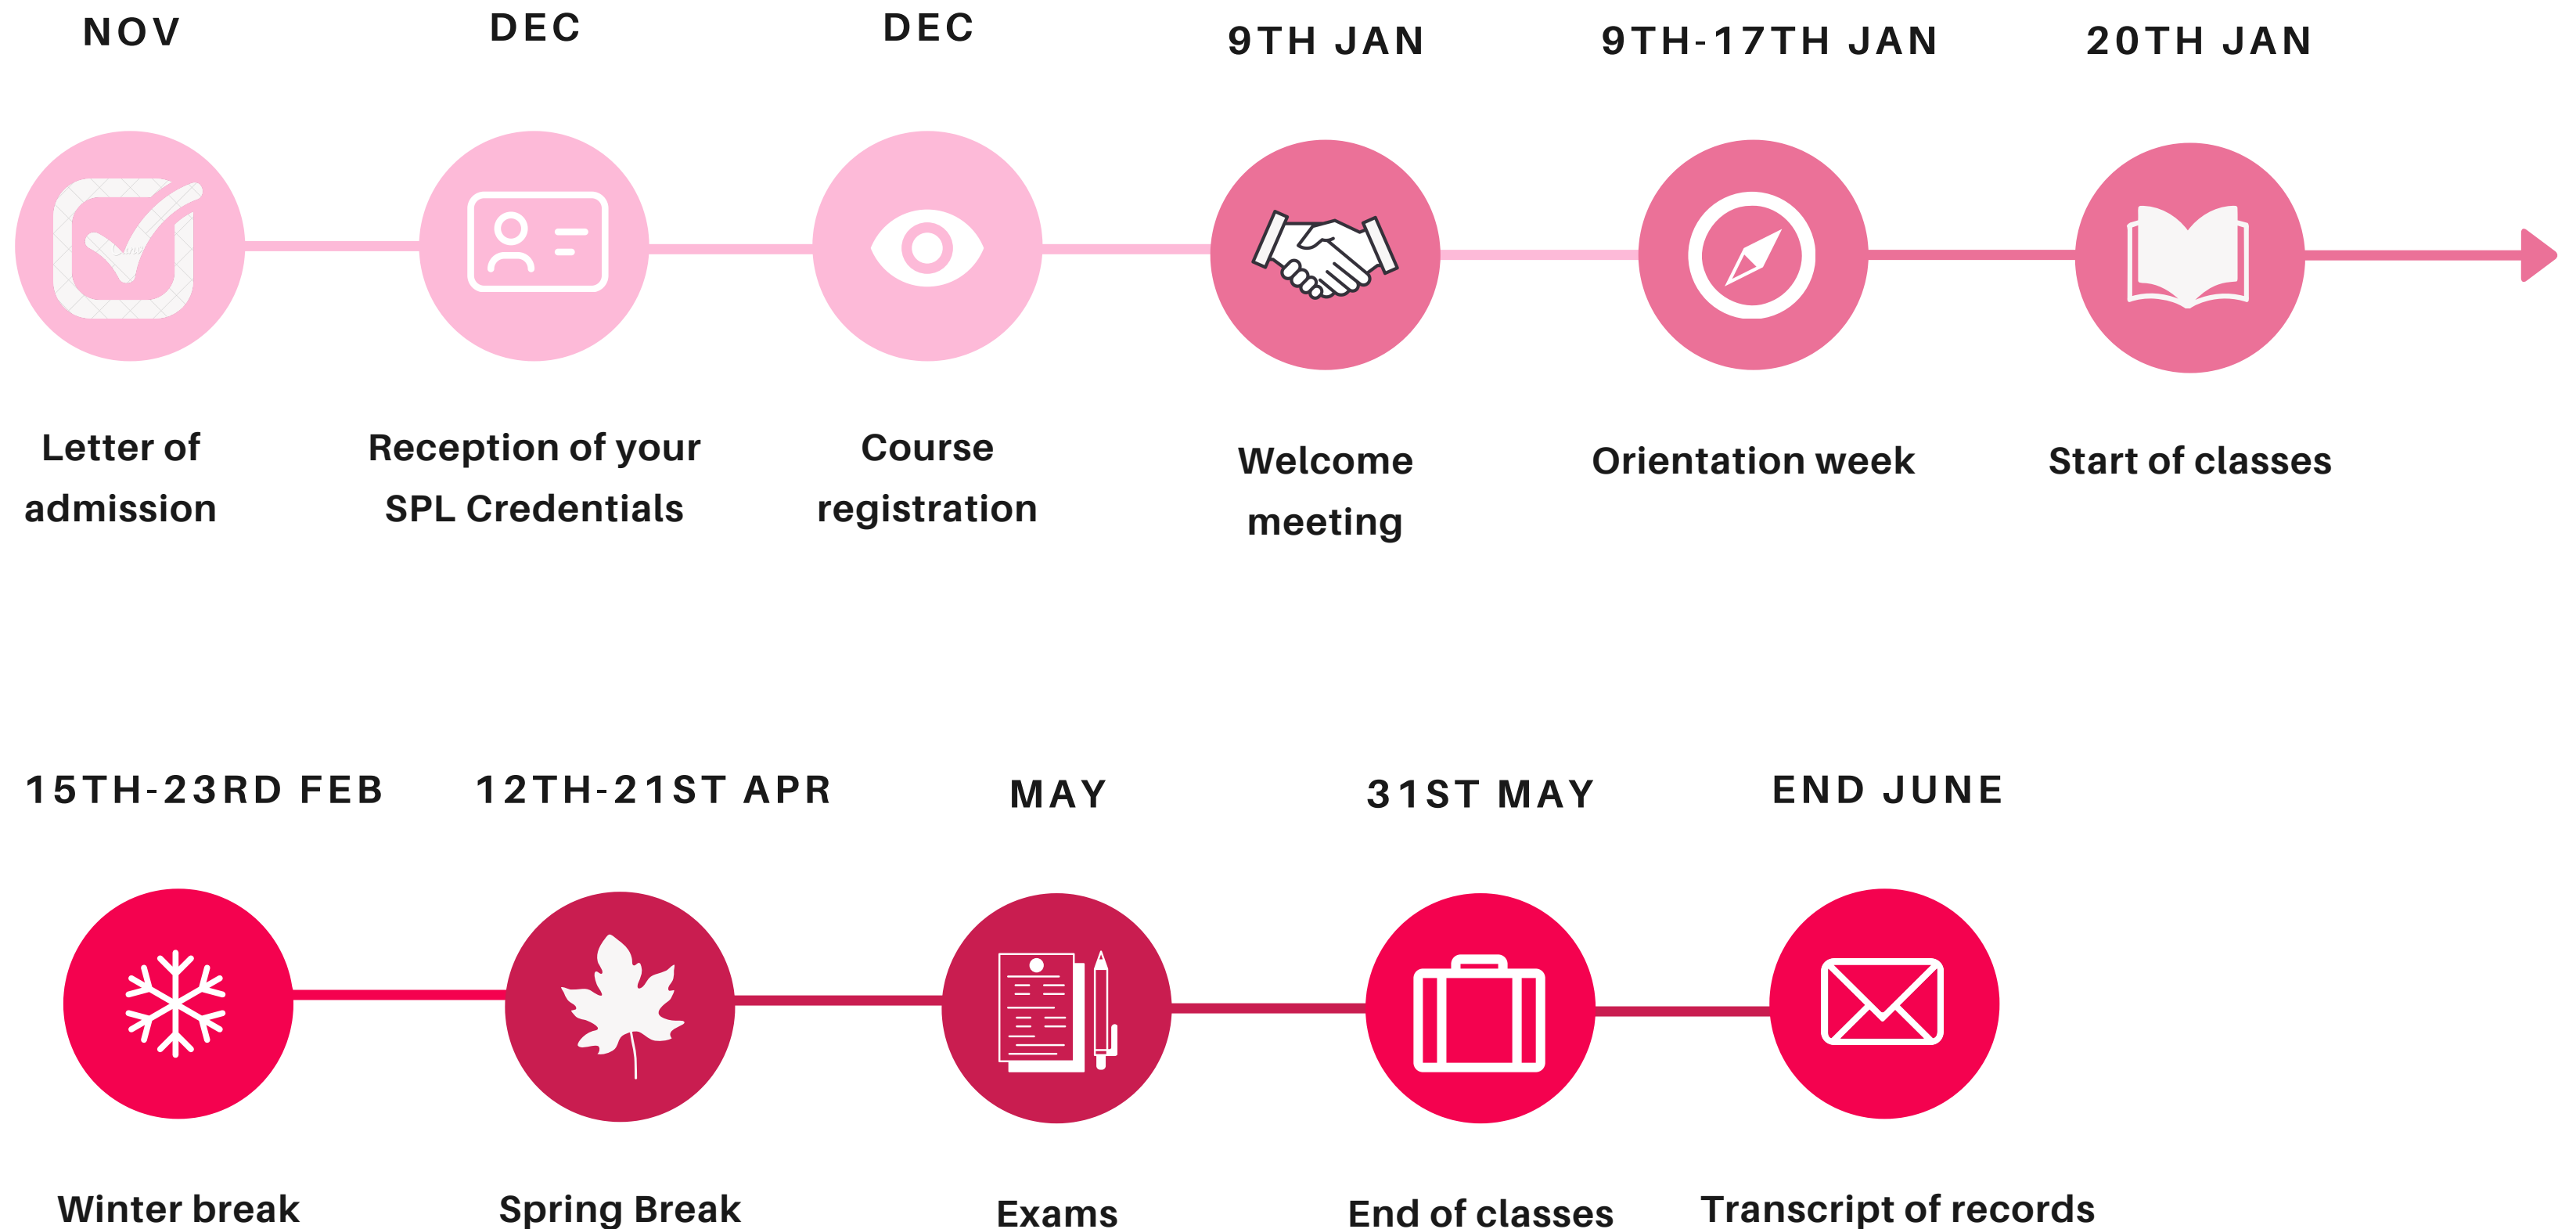 NOV
DEC
DEC
9TH JAN
9TH-17TH JAN
20TH JAN
Letter of
admission
Reception of your
SPL Credentials
Course
registration
Welcome
meeting
Orientation week
Start of classes
15TH-23RD FEB
12TH-21ST APR
MAY
31ST MAY
END JUNE
Winter break
Spring Break
Exams
End of classes
Transcript of records